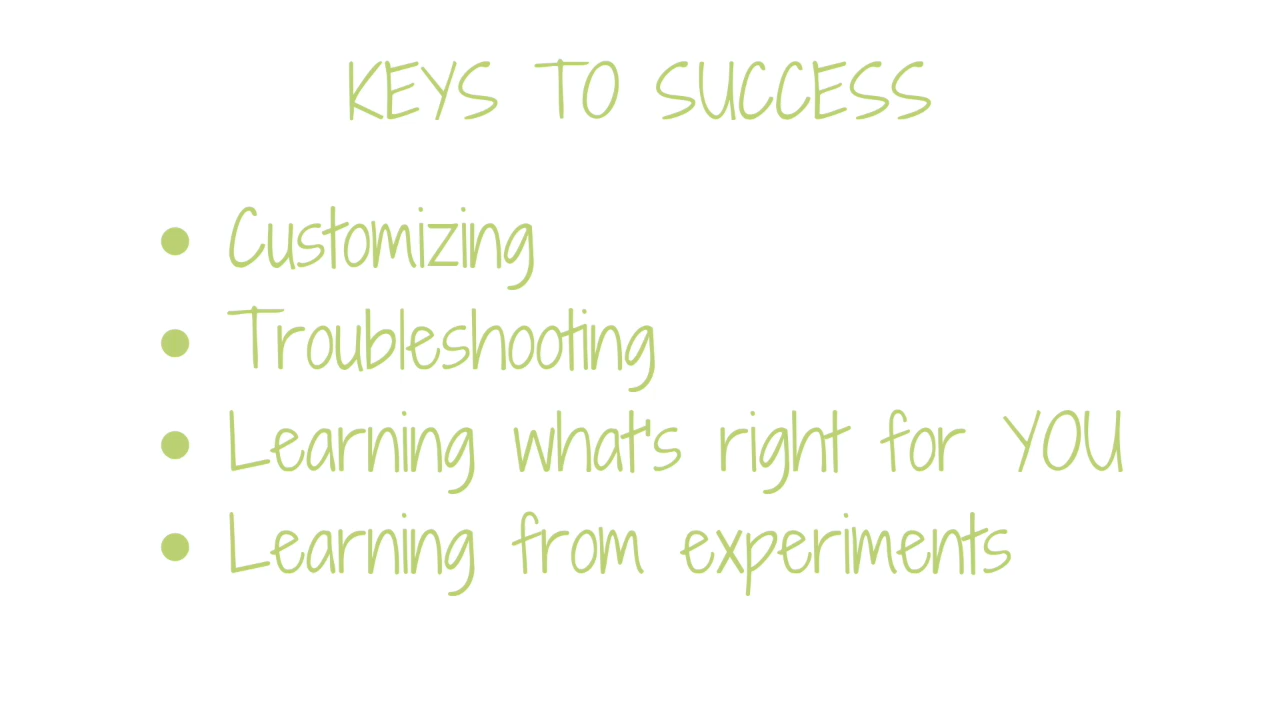 KEYS TO SUCCESS
• Customizing
• Troubleshooting
• Learning what's right for YOU
• Learning from experiments